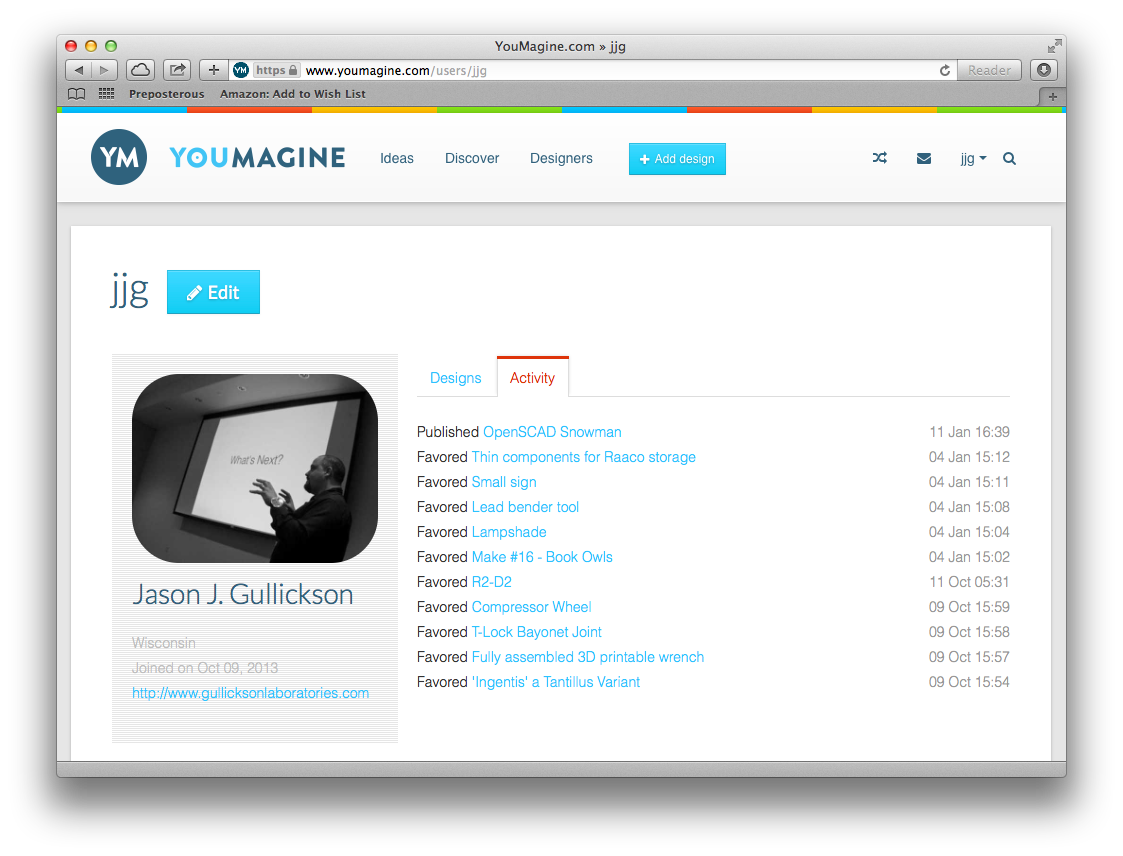 YouMagine.com » jjg
https www.youmagine.com/users/jjg Reader
Preposterous Amazon: Add to Wish List
YM YOUMAGINE Ideas Discover Designers + Add design jjg
jjg Edit
Designs Activity
What's Next?
Published OpenSCAD Snowman 11 Jan 16:39
Favored Thin components for Raaco storage 04 Jan 15:12
Favored Small sign 04 Jan 15:11
Favored Lead bender tool 04 Jan 15:08
Favored Lampshade 04 Jan 15:04
Favored Make #16 - Book Owls 04 Jan 15:02
Favored R2-D2 11 Oct 05:31
Favored Compressor Wheel 09 Oct 15:59
Favored T-Lock Bayonet Joint 09 Oct 15:58
Favored Fully assembled 3D printable wrench 09 Oct 15:57
Favored 'Ingentis' a Tantillus Variant 09 Oct 15:54
Jason J. Gullickson
Wisconsin
Joined on Oct 09, 2013
http://www.gullicksonlaboratories.com